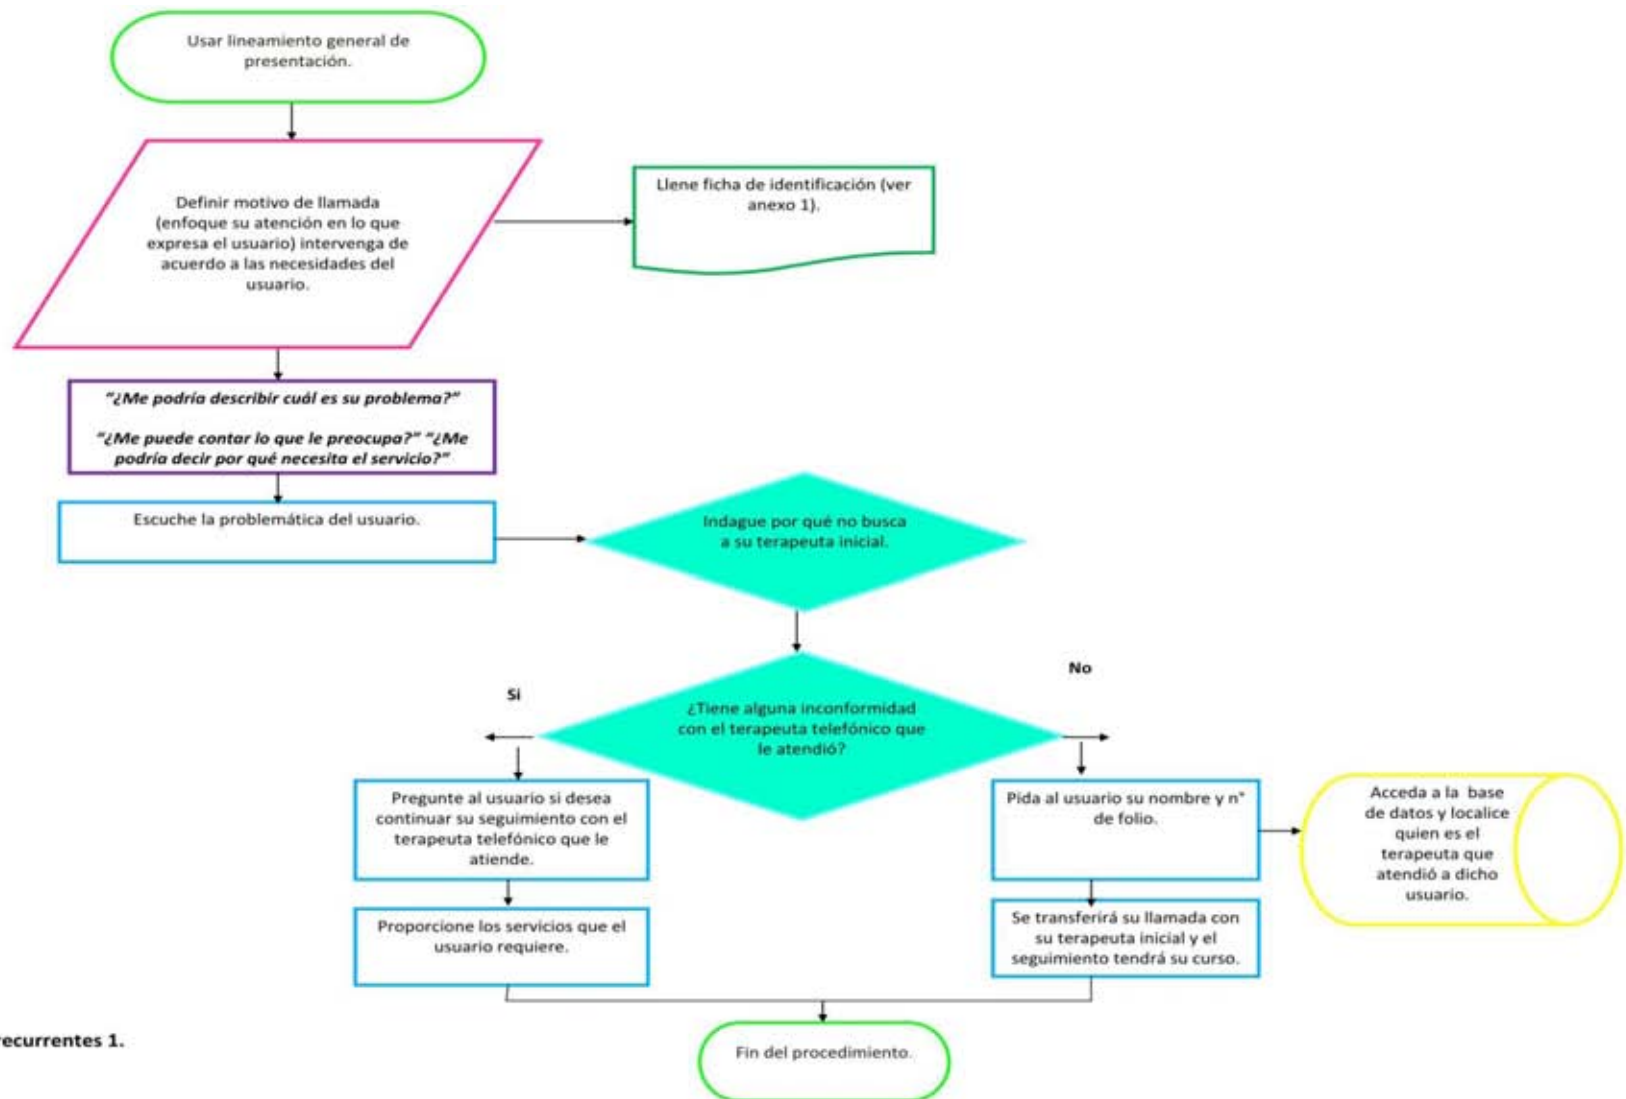 Usar lineamiento general de
presentación.
Definir motivo de llamada
(enfoque su atención en lo que
expresa el usuario) intervenga de
acuerdo a las necesidades del
usuario.
Llene ficha de identificación (ver
anexo 1).
“¿Me podría describir cuál es su problema?”
“¿Me puede contar lo que le preocupa?” “¿Me
podría decir por qué necesita el servicio?”
Escuche la problemática del usuario.
Indague por qué no busca
a su terapeuta inicial.
Si
No
¿Tiene alguna inconformidad
con el terapeuta telefónico que
le atendió?
Pregunte al usuario si desea
continuar su seguimiento con el
terapeuta telefónico que le
atiende.
Pida al usuario su nombre y n°
de folio.
Acceda a la base
de datos y localice
quien es el
terapeuta que
atendió a dicho
usuario.
Proporcione los servicios que el
usuario requiere.
Se transferirá su llamada con
su terapeuta inicial y el
seguimiento tendrá su curso.
recurrentes 1.
Fin del procedimiento.